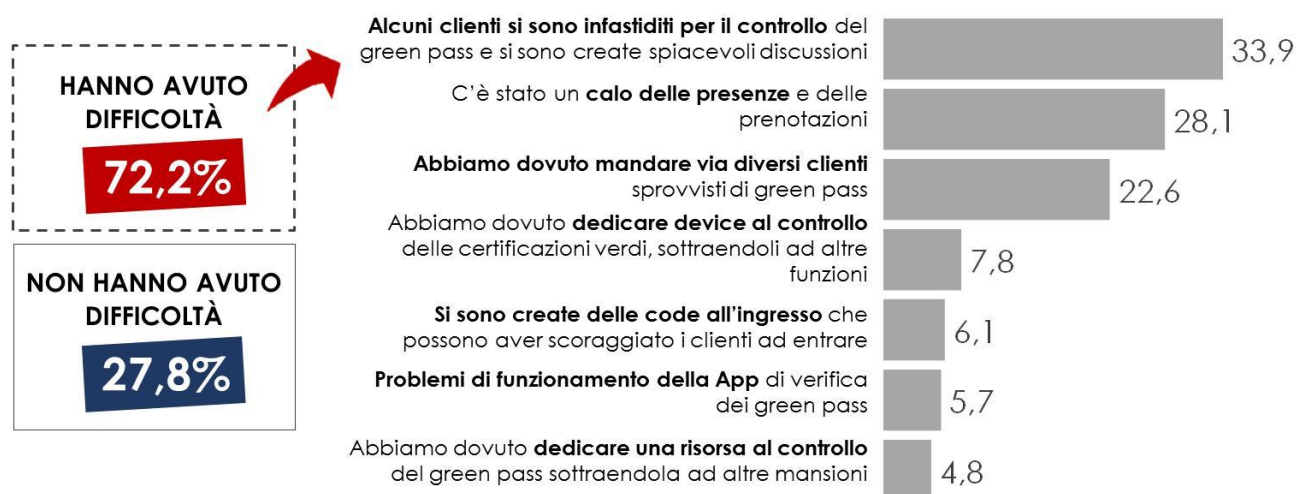 HANNO AVUTO
DIFFICOLTÀ
72,2%
NON HANNO AVUTO
DIFFICOLTÀ
27,8%
Alcuni clienti si sono infastiditi per il controllo del
green pass e si sono create spiacevoli discussioni
33,9
C'è stato un calo delle presenze e delle
prenotazioni
28,1
Abbiamo dovuto mandare via diversi clienti
sprovvisti di green pass
22,6
Abbiamo dovuto dedicare device al controllo
delle certificazioni verdi, sottraendoli ad altre
funzioni
7,8
Si sono create delle code all'ingresso che
possono aver scoraggiato i clienti ad entrare
6,1
Problemi di funzionamento della App di verifica
dei green pass
5,7
Abbiamo dovuto dedicare una risorsa al controllo
del green pass sottraendola ad altre mansioni
4,8